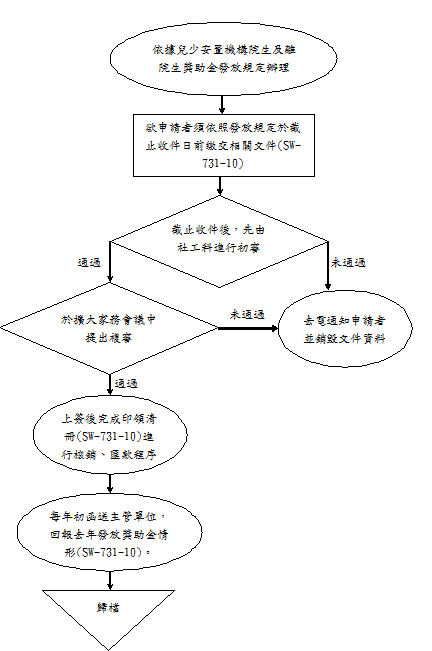 依據兒少安置機構院生及離
院生獎助金發放規定辦理
欲申請者須依照發放規定於截
止收件日前繳交相關文件(SW-
731-10)
截止收件後，先由
社工科進行初審
通過
未通過
於擴大家務會議中
提出複審
未通過
去電通知申請者
並銷毀文件資料
通過
上簽後完成印領清
冊(SW-731-10)進
行核銷、匯款程序
每年初函送主管單位，
回報去年發放獎助金情
形(SW-731-10)。
歸檔